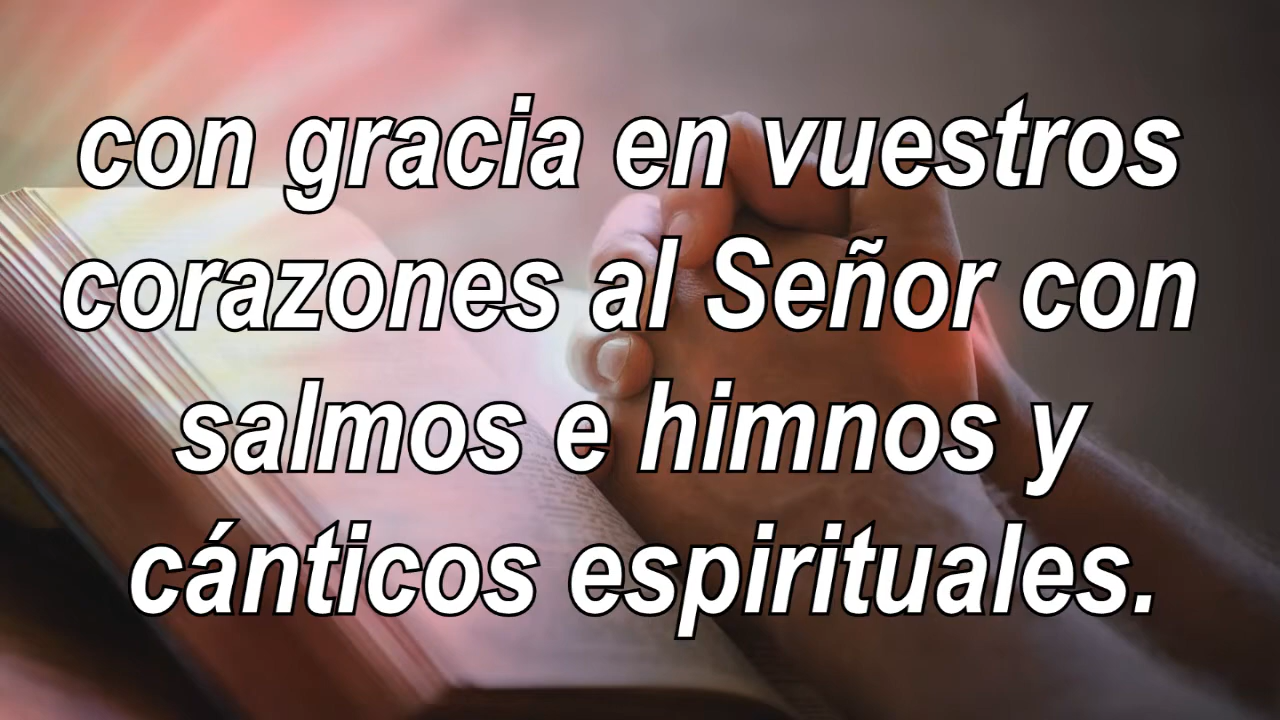 con gracia en vuestros
corazones al Señor con
salmos e himnos y
cánticos espirituales.